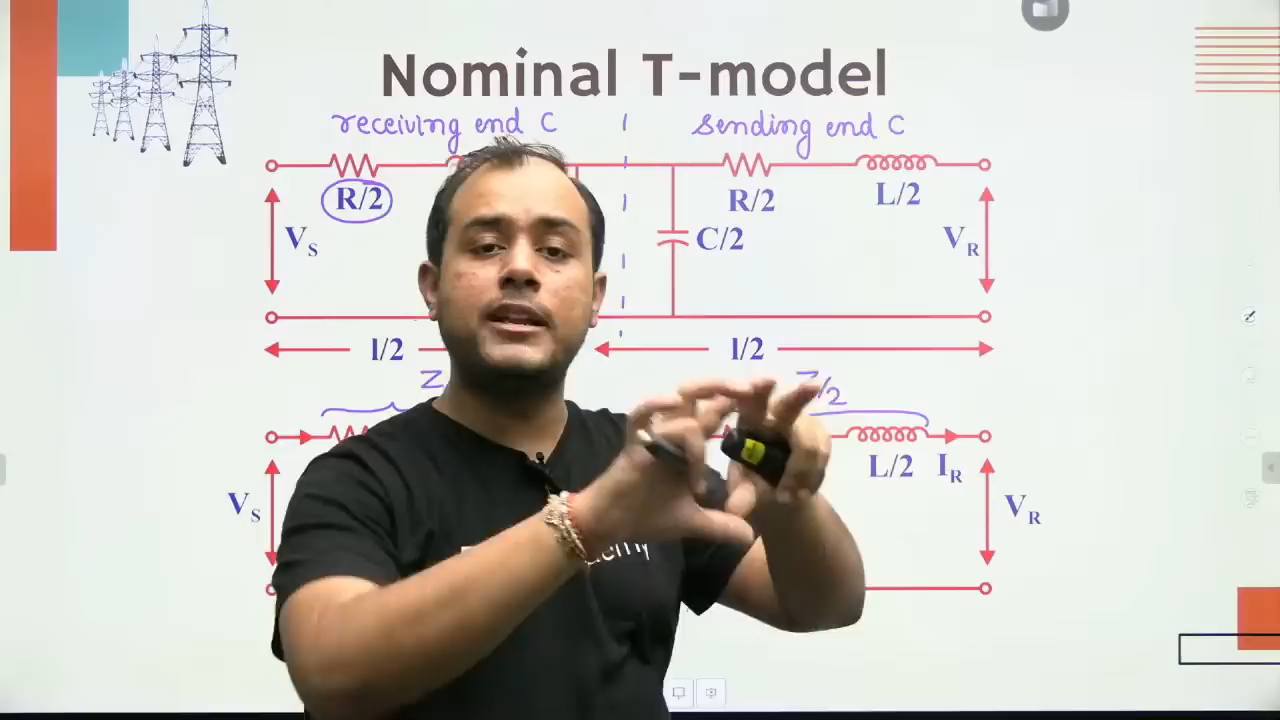 Nominal T-model
receiving end C
sending end C
R/2
R/2
L/2
V_S
C/2
V_R
l/2
l/2
Z/2
L/2
I_R
V_S
V_R